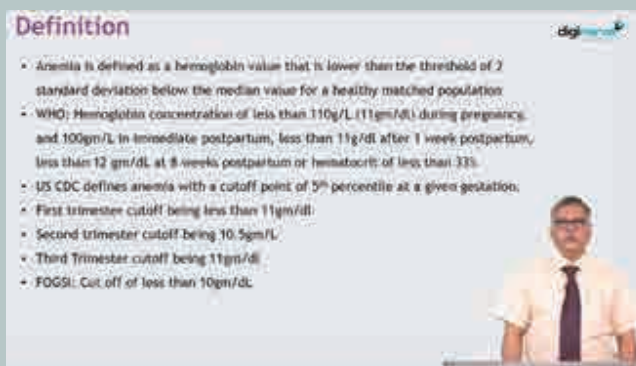 Definition
digi
• Anemia is defined as a hemoglobin value that is lower than the threshold of 2
standard deviation below the median value for a healthy matched population
• WHO: Hemoglobin concentration of less than 110g/L (11gm/dl) during pregnancy,
and 100gm/L in immediate postpartum, less than 11g/dl after 1 week postpartum,
less than 12 gm/dL at 8 weeks postpartum or hematocrit of less than 33%
• US CDC defines anemia with a cutoff point of 5th percentile at a given gestation.
• First trimester cutoff being less than 11gm/dl
• Second trimester cutoff being 10.5gm/L
• Third Trimester cutoff being 11gm/dl
• FOGSI: Cut off of less than 10gm/dL